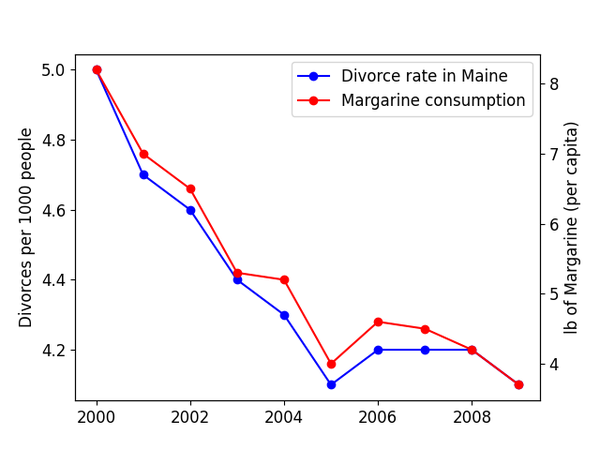 Divorce rate in Maine
Margarine consumption
Divorces per 1000 people
5.0
4.8
4.6
4.4
4.2
8
7
6
5
4
lb of Margarine (per capita)
2000 2002 2004 2006 2008